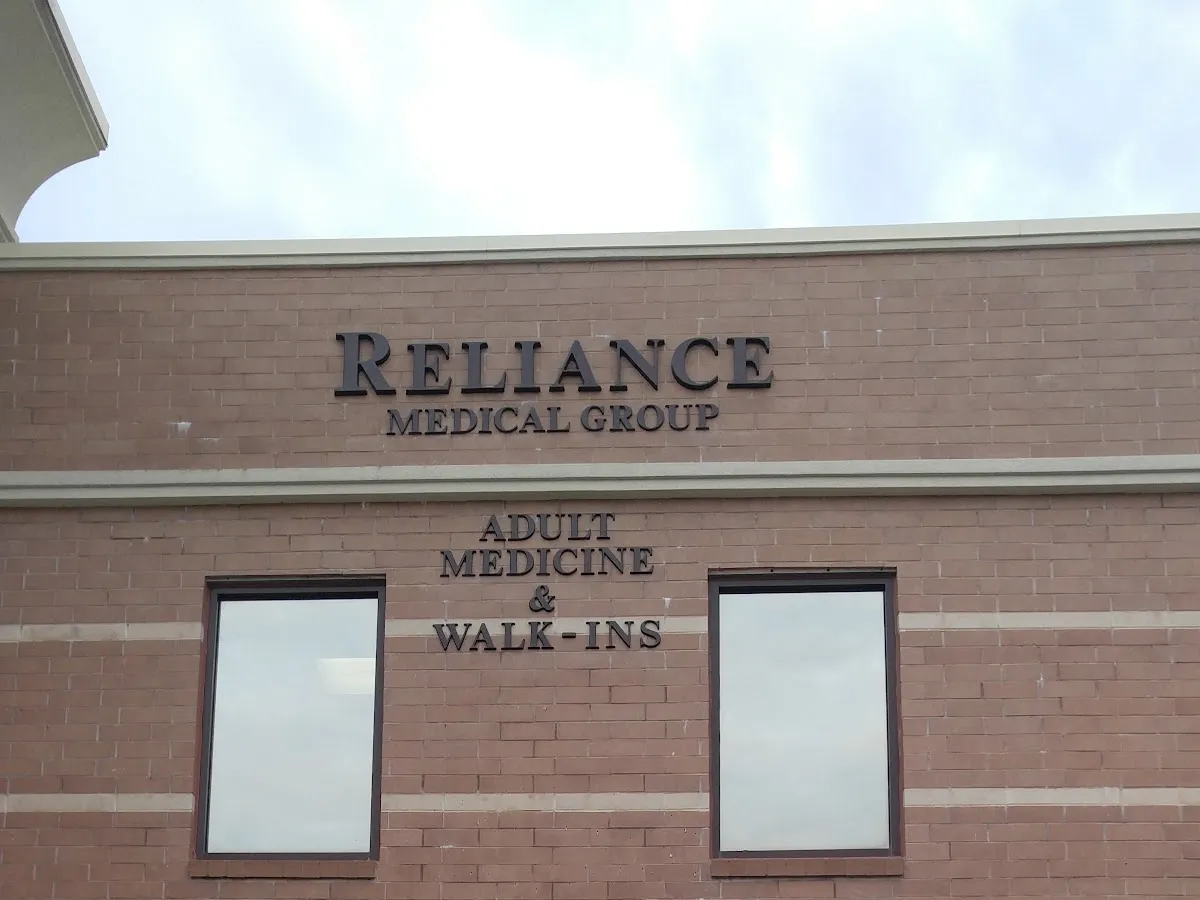 RELIANCE
MEDICAL GROUP
ADULT
MEDICINE
&
WALK-INS